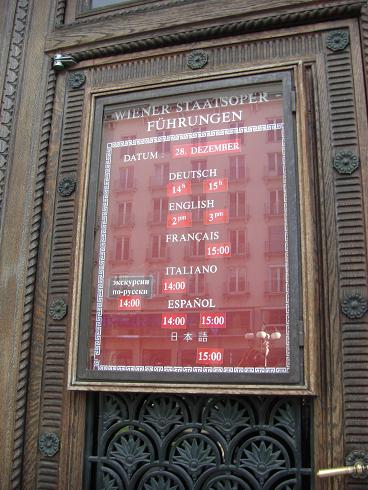 WIENER STAATSOPER
FÜHRUNGEN
DATUM : 28. DEZEMBER
DEUTSCH
14h 15h
ENGLISH
2pm 3pm
FRANÇAIS
15:00
ITALIANO
14:00
экскурсии
по-русски
14:00
ESPAÑOL
14:00 15:00
日本語
15:00